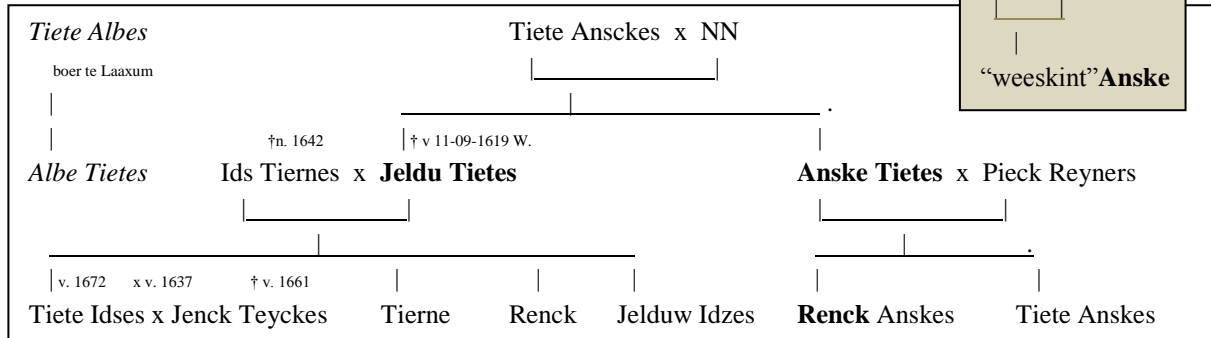 Tiete Albes Tiete Ansckes x NN
boer te Laaxum
“weeskint”Anske
†n. 1642 † v 11-09-1619 W.
Albe Tietes Ids Tiernes x Jeldu Tietes Anske Tietes x Pieck Reyners
v. 1672 x v. 1637 † v. 1661
Tiete Idses x Jenck Teyckes Tierne Renck Jelduw Idzes Renck Anskes Tiete Anskes